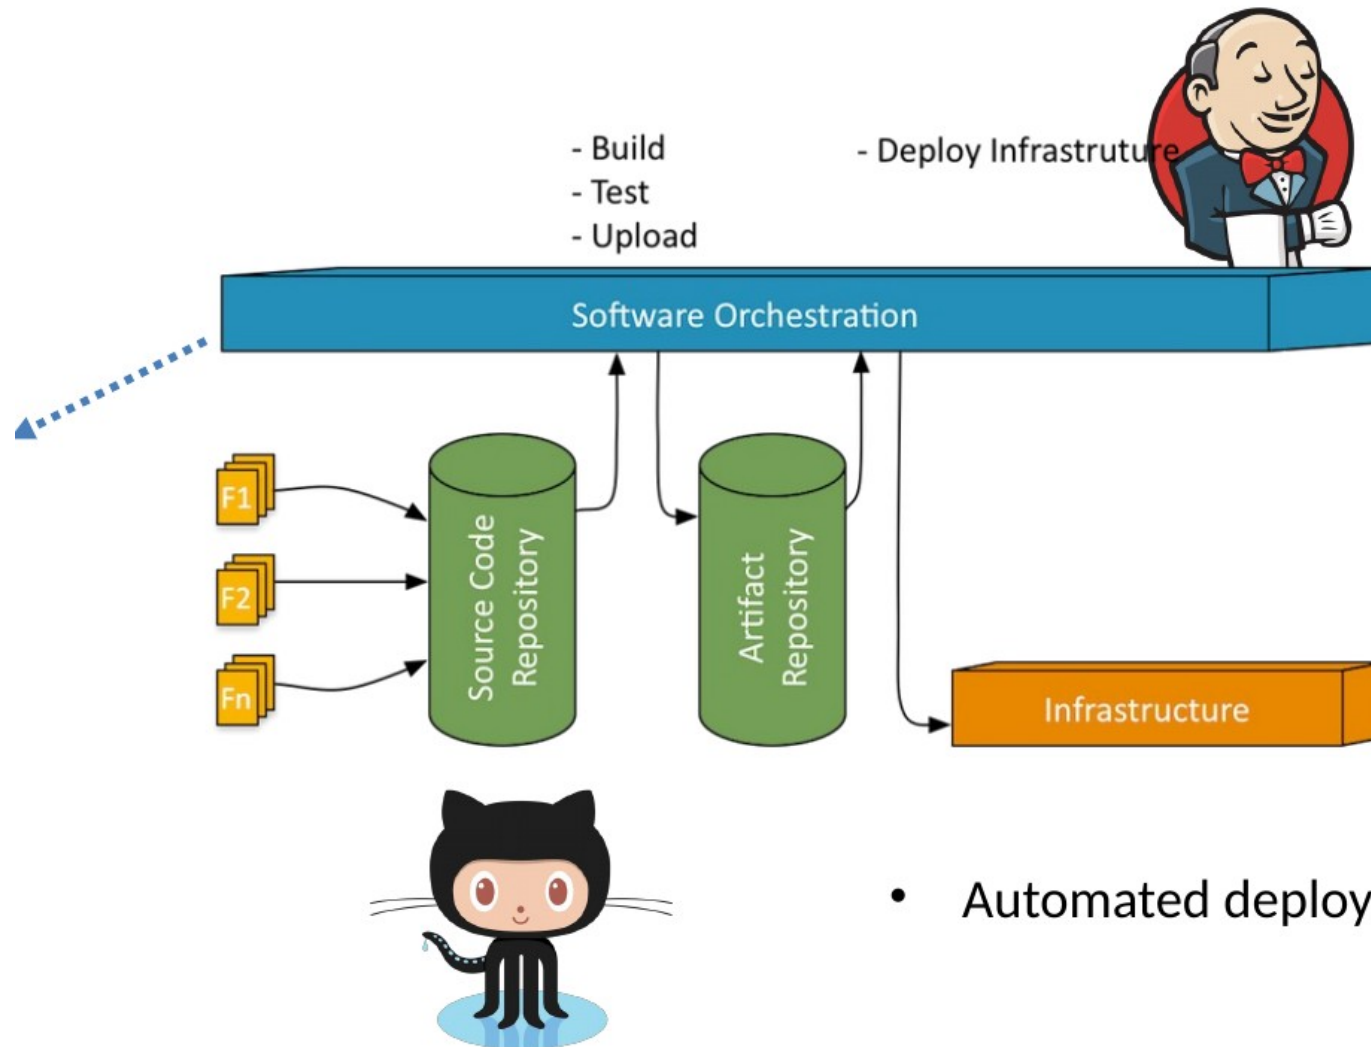 - Build
- Test
- Upload
- Deploy Infrastruture
Software Orchestration
F1
F2
Fn
Source Code
Repository
Artifact
Repository
Infrastructure
• Automated deploy